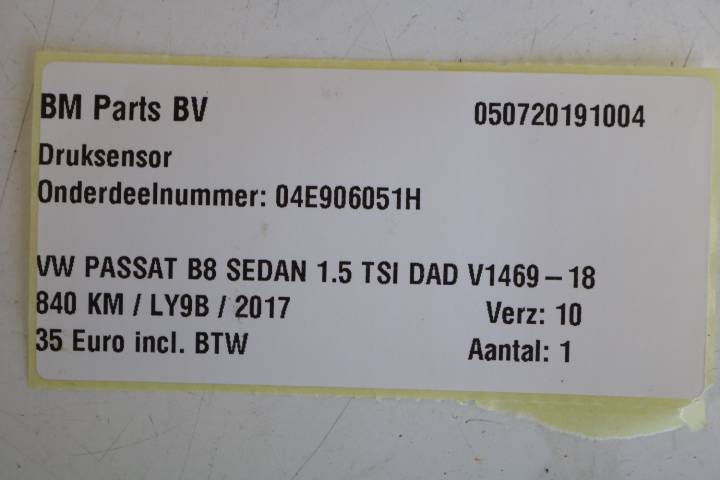 BM Parts BV 050720191004
Druksensor
Onderdeelnummer: 04E906051H
VW PASSAT B8 SEDAN 1.5 TSI DAD V1469-18
840 KM / LY9B / 2017 Verz: 10
35 Euro incl. BTW Aantal: 1